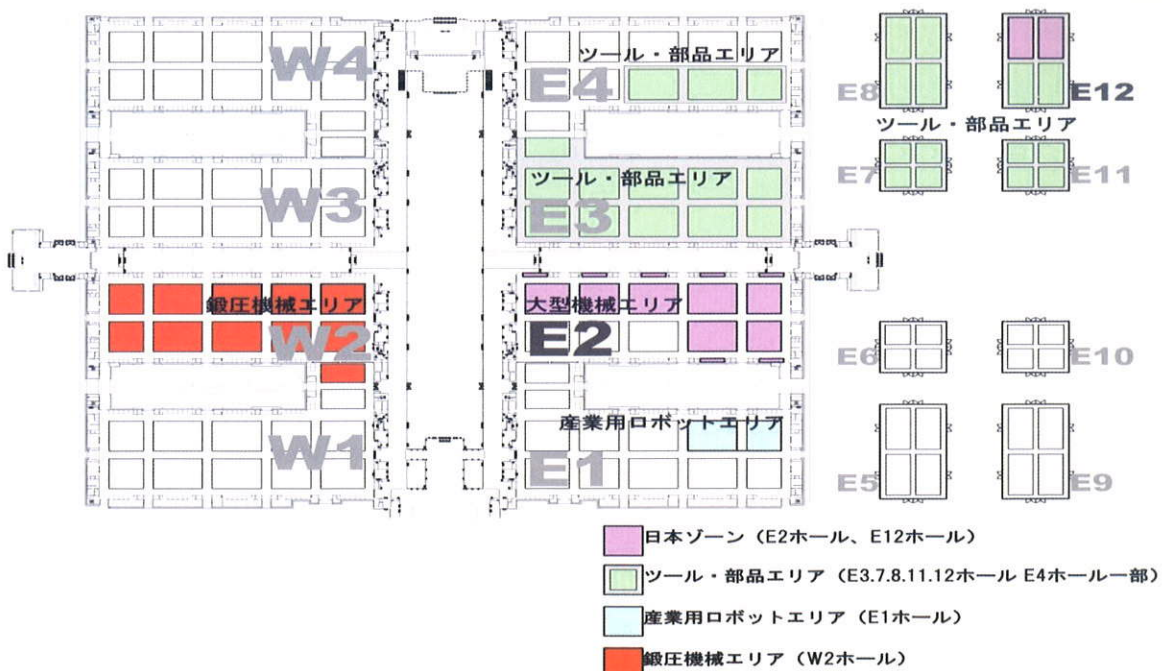 W4
ツール・部品エリア
E4
E8
E12
ツール・部品エリア
W3
ツール・部品エリア
E3
E7
E11
鍛圧機械エリア
W2
大型機械エリア
E2
E6
E10
産業用ロボットエリア
W1
E1
E5
E9
日本ゾーン（E2ホール、E12ホール）
ツール・部品エリア（E3.7.8.11.12ホール E4ホール一部）
産業用ロボットエリア（E1ホール）
鍛圧機械エリア（W2ホール）